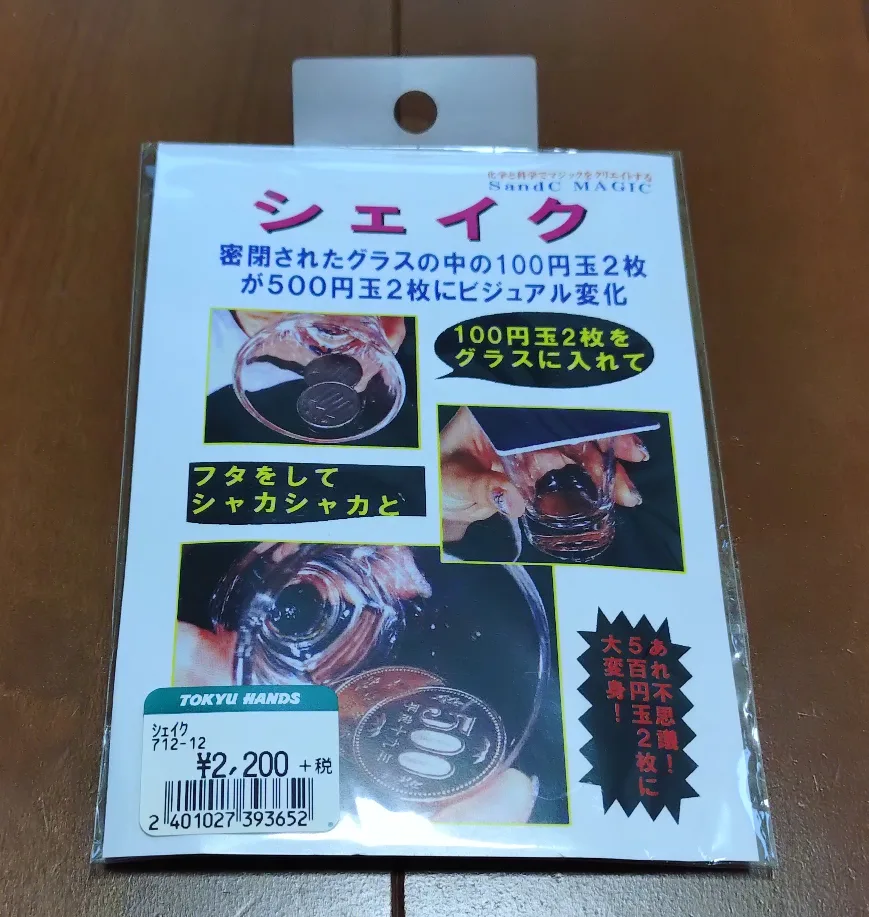 化学と科学でマジックをクリエイトする
SandC MAGIC
シェイク
密閉されたグラスの中の100円玉2枚
が500円玉2枚にビジュアル変化
100円玉2枚を
グラスに入れて
フタをして
シャカシャカと
あれ不思議！
5百円玉2枚に
大変身！
500
TOKYU HANDS
シェイク
712-12
¥2,200 +税
2 401027 393652